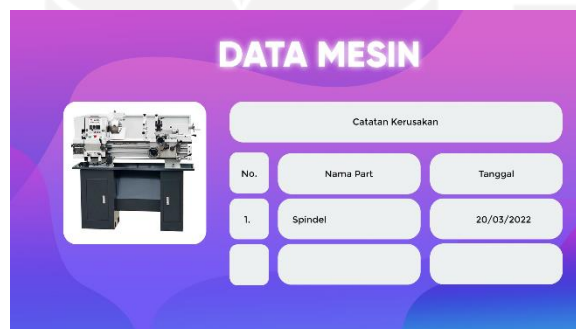 DATA MESIN
Catatan Kerusakan
No. Nama Part Tanggal
1. Spindel 20/03/2022